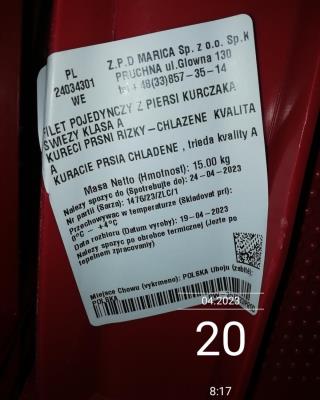 PL
24034301
WE
Z.P.D MARICA Sp. z o.o. Sp.K
PRUCHNA ul.Głowna 130
tel +48(33)857-35-14
FILET POJEDYNCZY Z PIERSI KURCZAKA
SWIEZY KLASA A
KURECI PRSNI RIZKY -CHLAZENE KVALITA
A
KURACIE PRSIA CHLADENE , trieda kvality A
Masa Netto (Hmotnost): 15.00 kg
Nalezy spozyc do (Spotrebujte do): 24-04-2023
Nr partii (Sarza): 1476/23/ZLC/1
Przechowywac w temperaturze (Skladovat pri):
0°C - +4°C
Data rozbioru (Datum vyroby): 19-04-2023
Nalezy spozyc po obrobce termicznej (Jezte po
tepelnem zpracovaniy)
Miejsce Chowu (vykrmeno): POLSKA Uboju (zabite):
POLSKA
04.2023
20
8:17